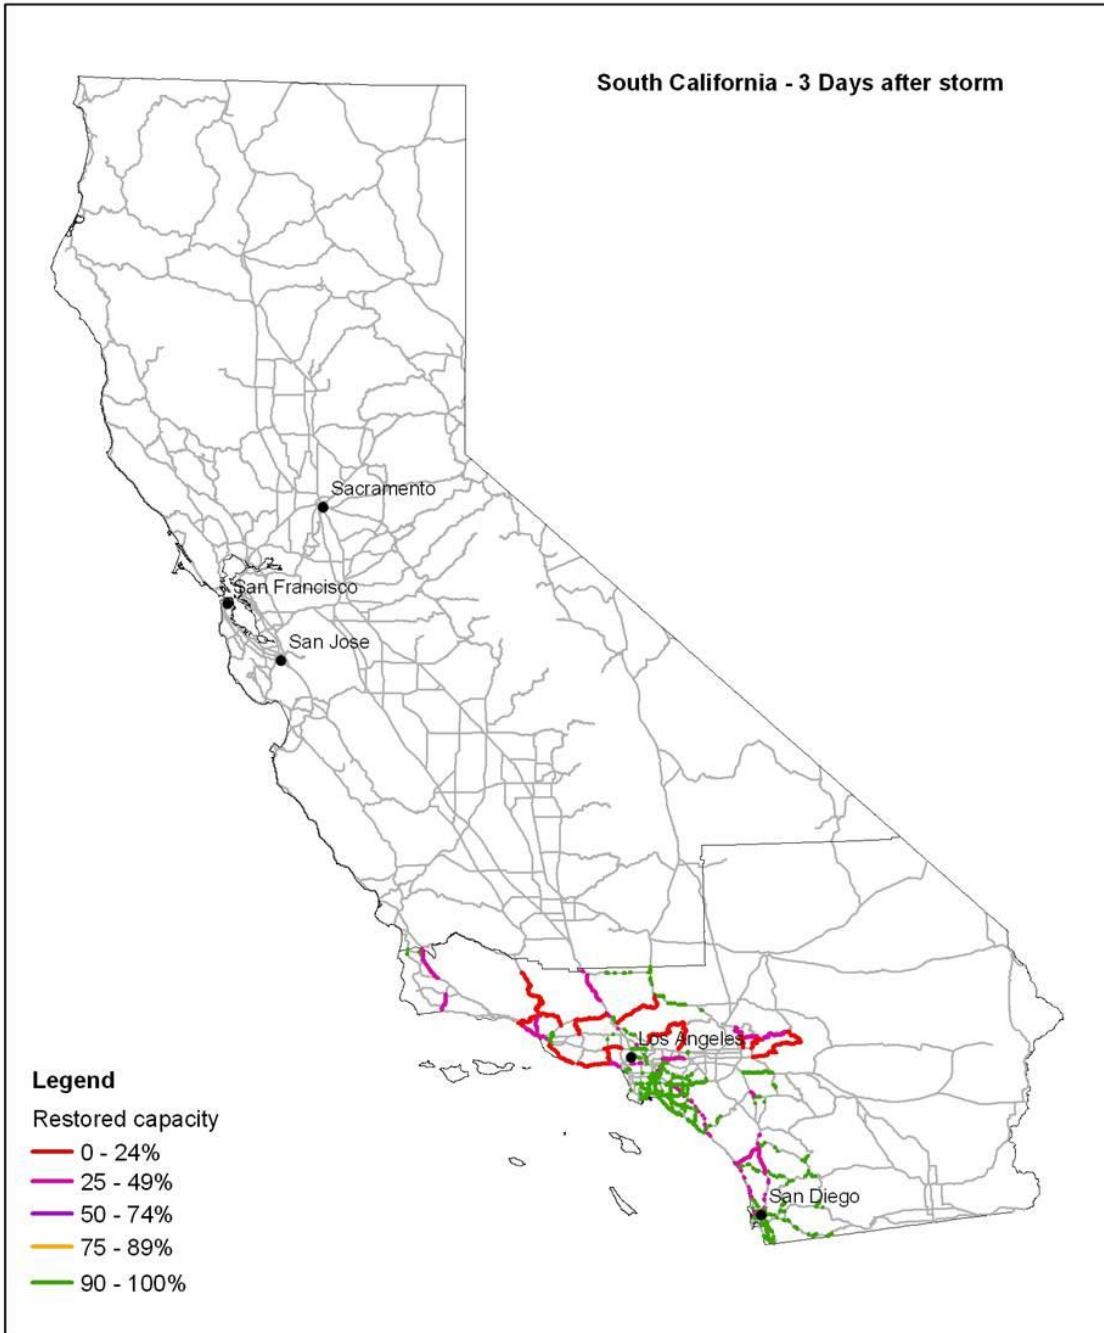 South California - 3 Days after storm
Sacramento
San Francisco
San Jose
Los Angeles
San Diego
Legend
Restored capacity
0 - 24%
25 - 49%
50 - 74%
75 - 89%
90 - 100%